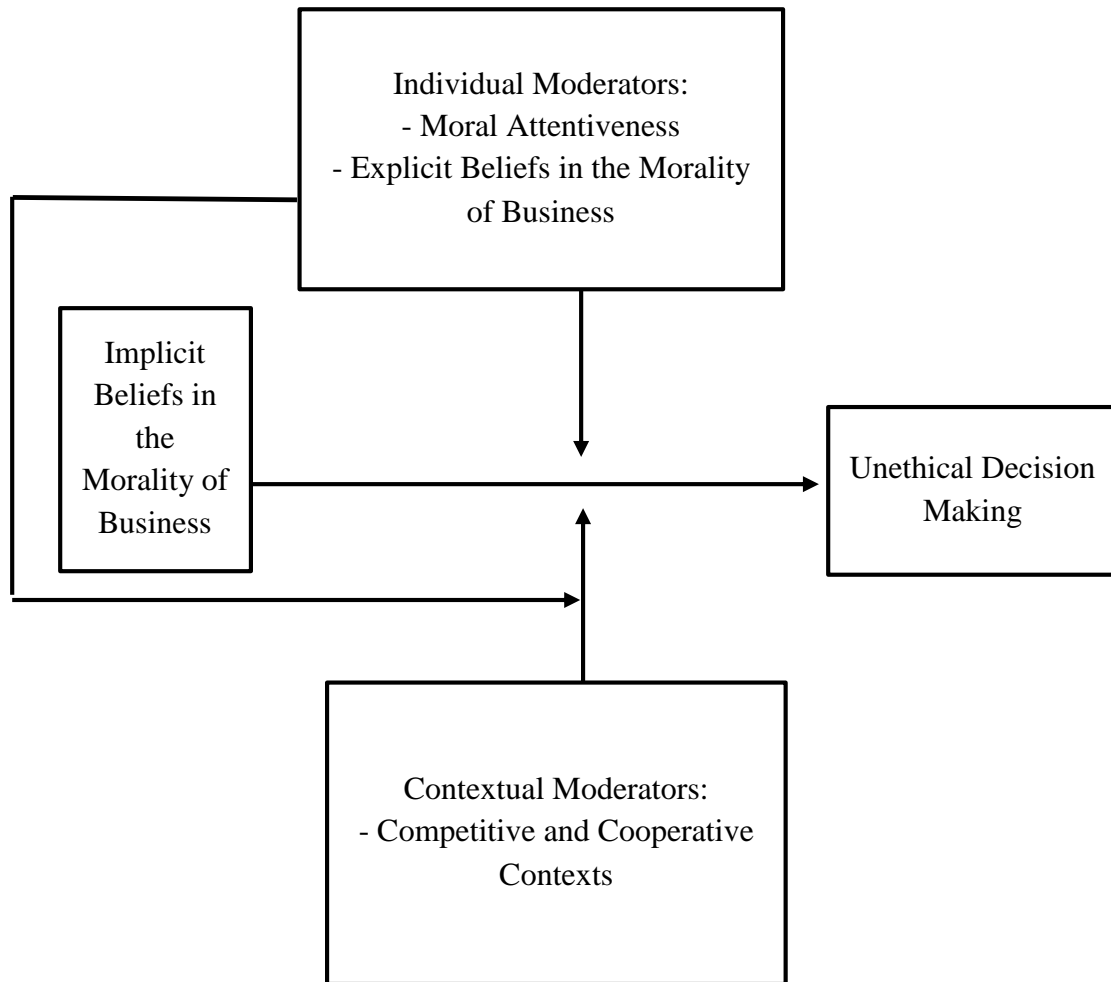 Individual Moderators:
- Moral Attentiveness
- Explicit Beliefs in the Morality
of Business
Implicit
Beliefs in
the
Morality of
Business
Unethical Decision
Making
Contextual Moderators:
- Competitive and Cooperative
Contexts